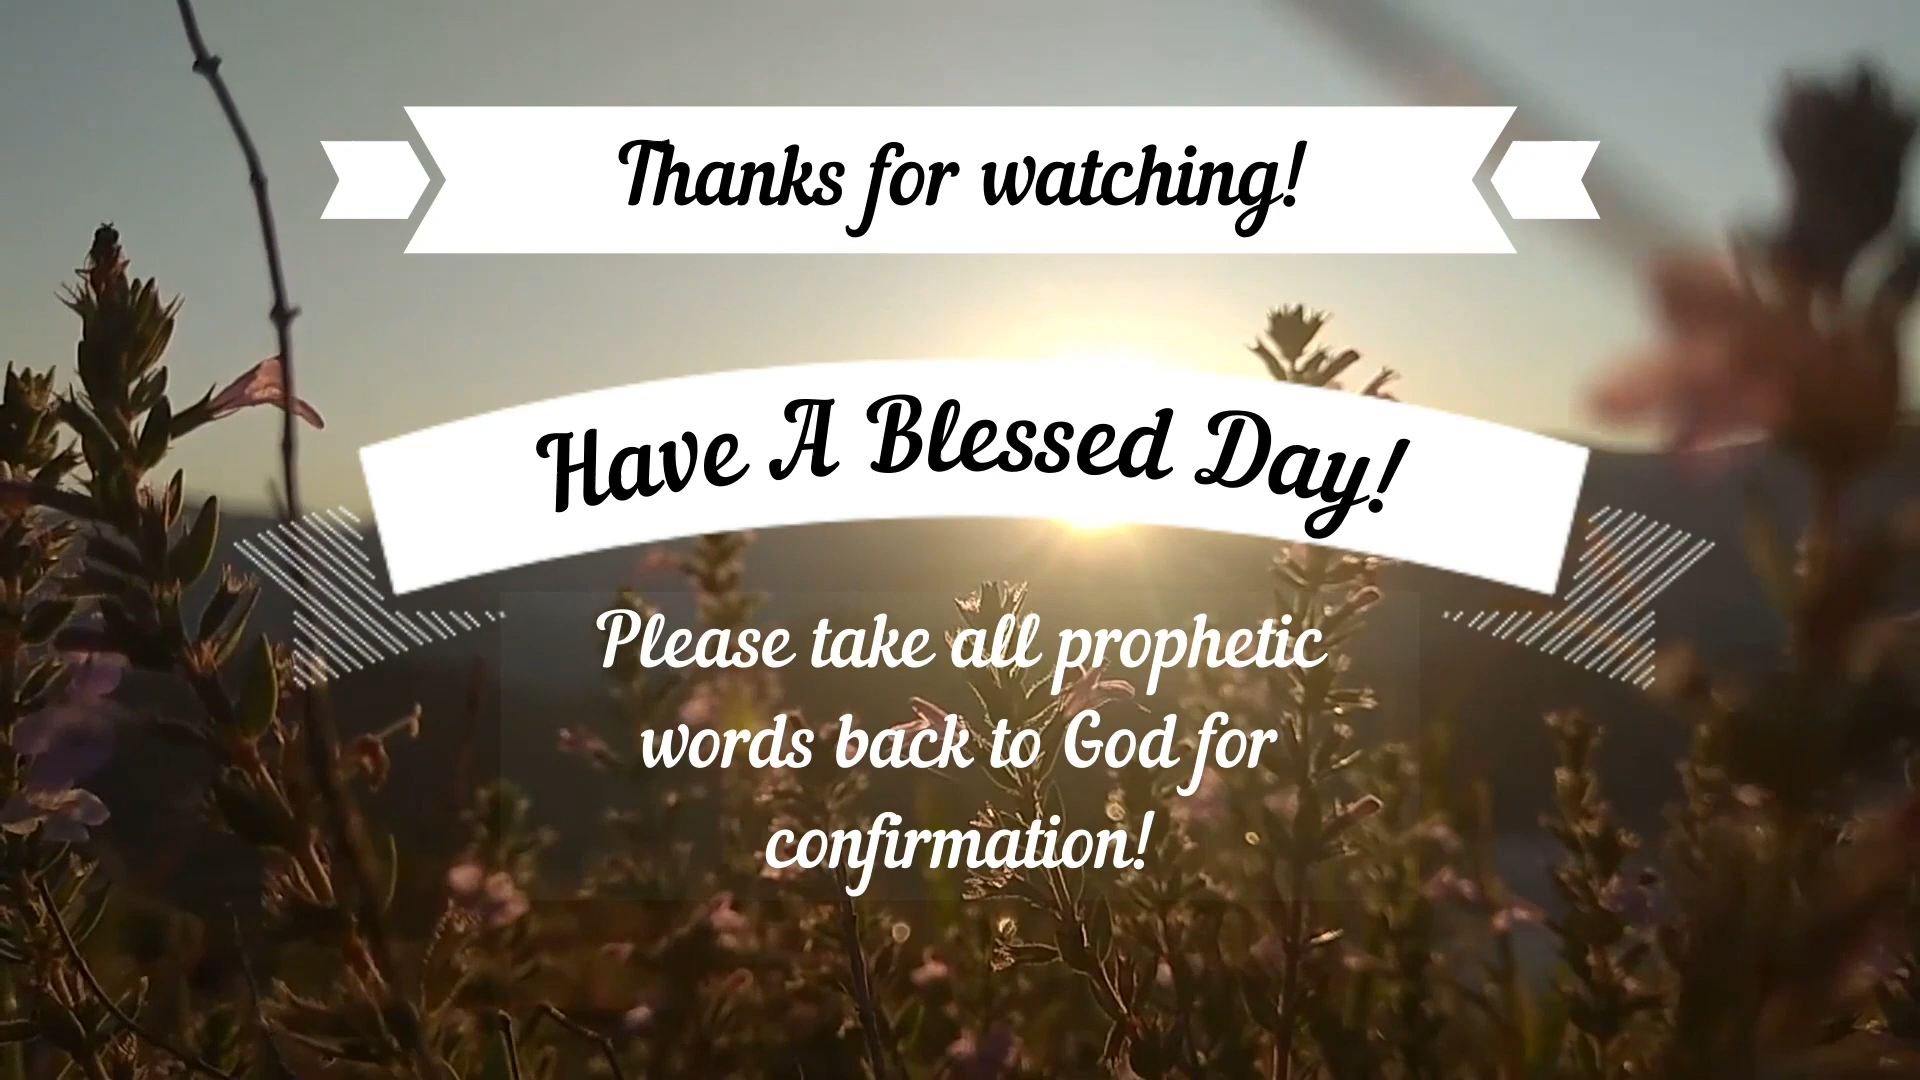 Thanks for watching!
Have A Blessed Day!
Please take all prophetic
words back to God for
confirmation!